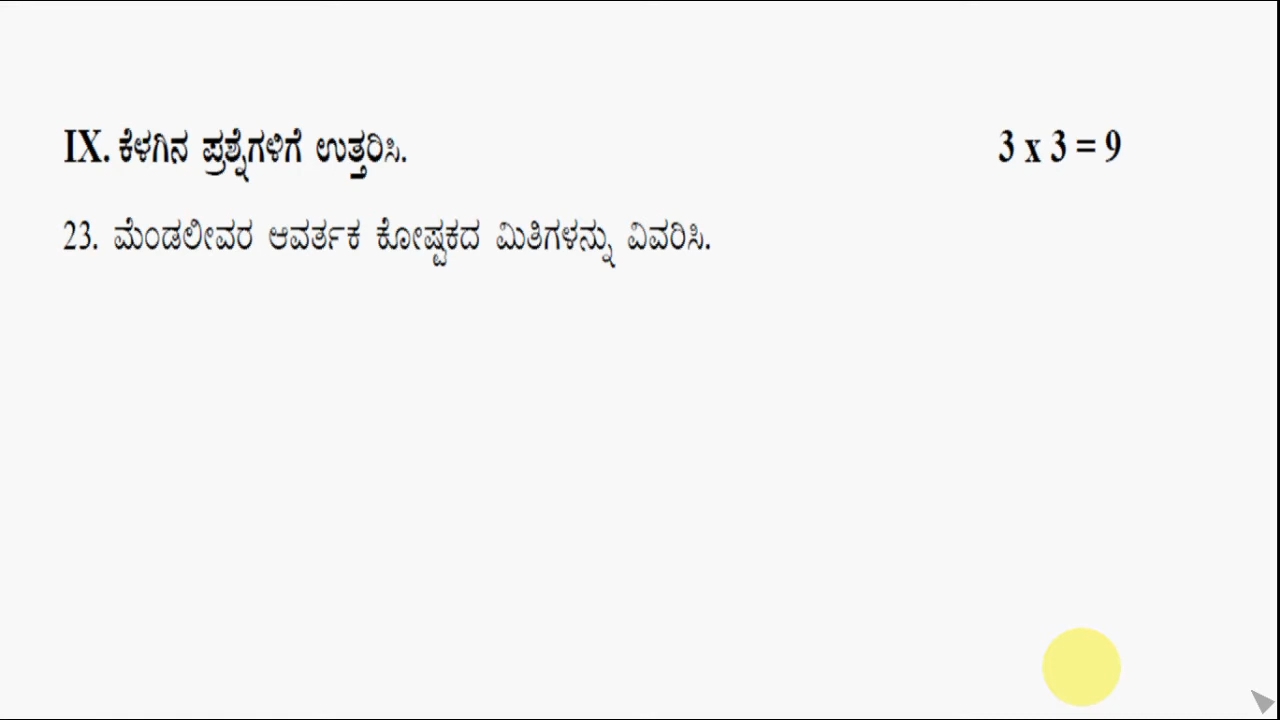 IX. ಕೆಳಗಿನ ಪ್ರಶ್ನೆಗಳಿಗೆ ಉತ್ತರಿಸಿ. 3 x 3 = 9
23. ಮೆಂಡಲೀವರ ಆವರ್ತಕ ಕೋಷ್ಟಕದ ಮಿತಿಗಳನ್ನು ವಿವರಿಸಿ.